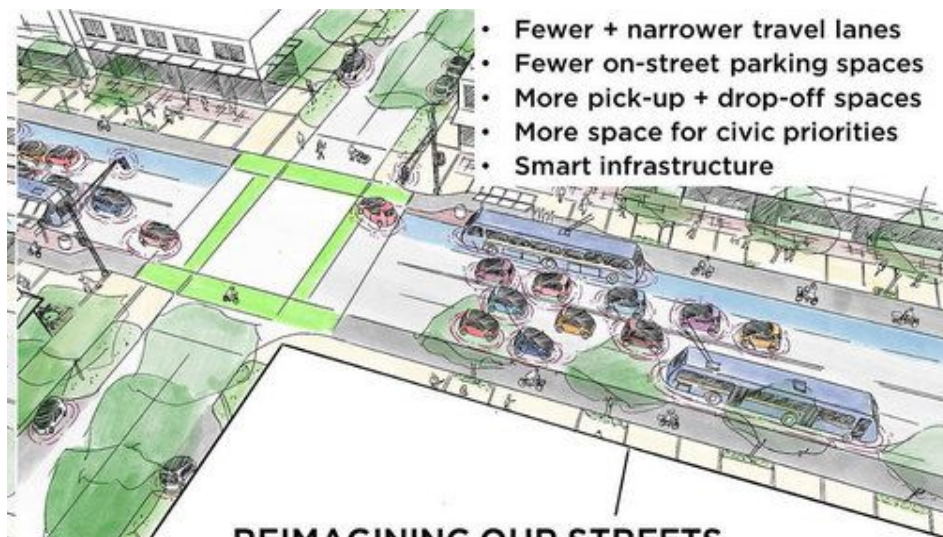 • Fewer + narrower travel lanes
• Fewer on-street parking spaces
• More pick-up + drop-off spaces
• More space for civic priorities
• Smart infrastructure
REIMAGINING OUR STREETS